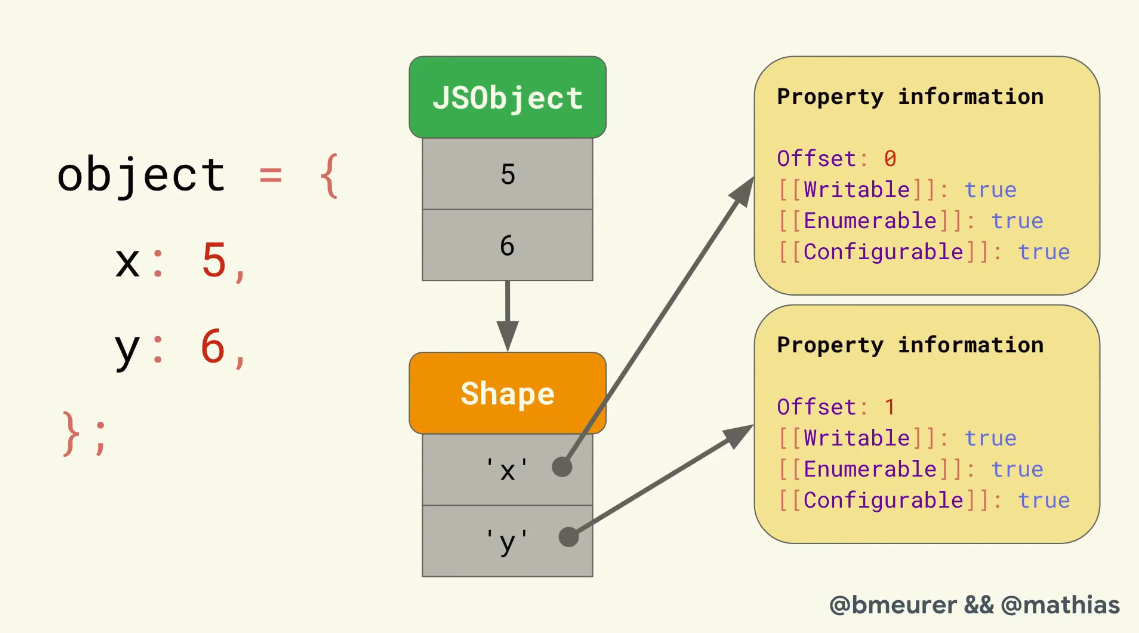 object = {
x: 5,
y: 6,
};
JSObject
5
6
Shape
'x'
'y'
Property information
Offset: 0
[[Writable]]: true
[[Enumerable]]: true
[[Configurable]]: true
Property information
Offset: 1
[[Writable]]: true
[[Enumerable]]: true
[[Configurable]]: true
@bmeurer && @mathias